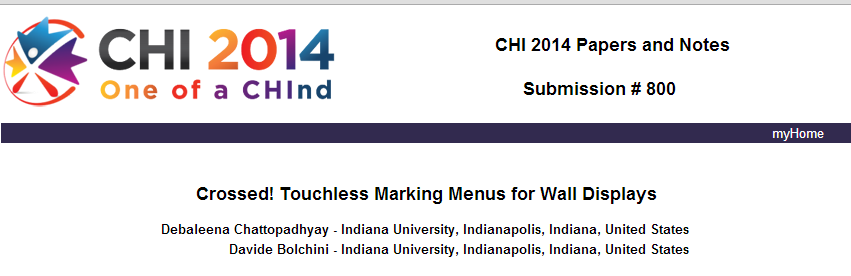 CHI 2014
One of a CHInd
CHI 2014 Papers and Notes
Submission # 800
myHome
Crossed! Touchless Marking Menus for Wall Displays
Debaleena Chattopadhyay - Indiana University, Indianapolis, Indiana, United States
Davide Bolchini - Indiana University, Indianapolis, Indiana, United States